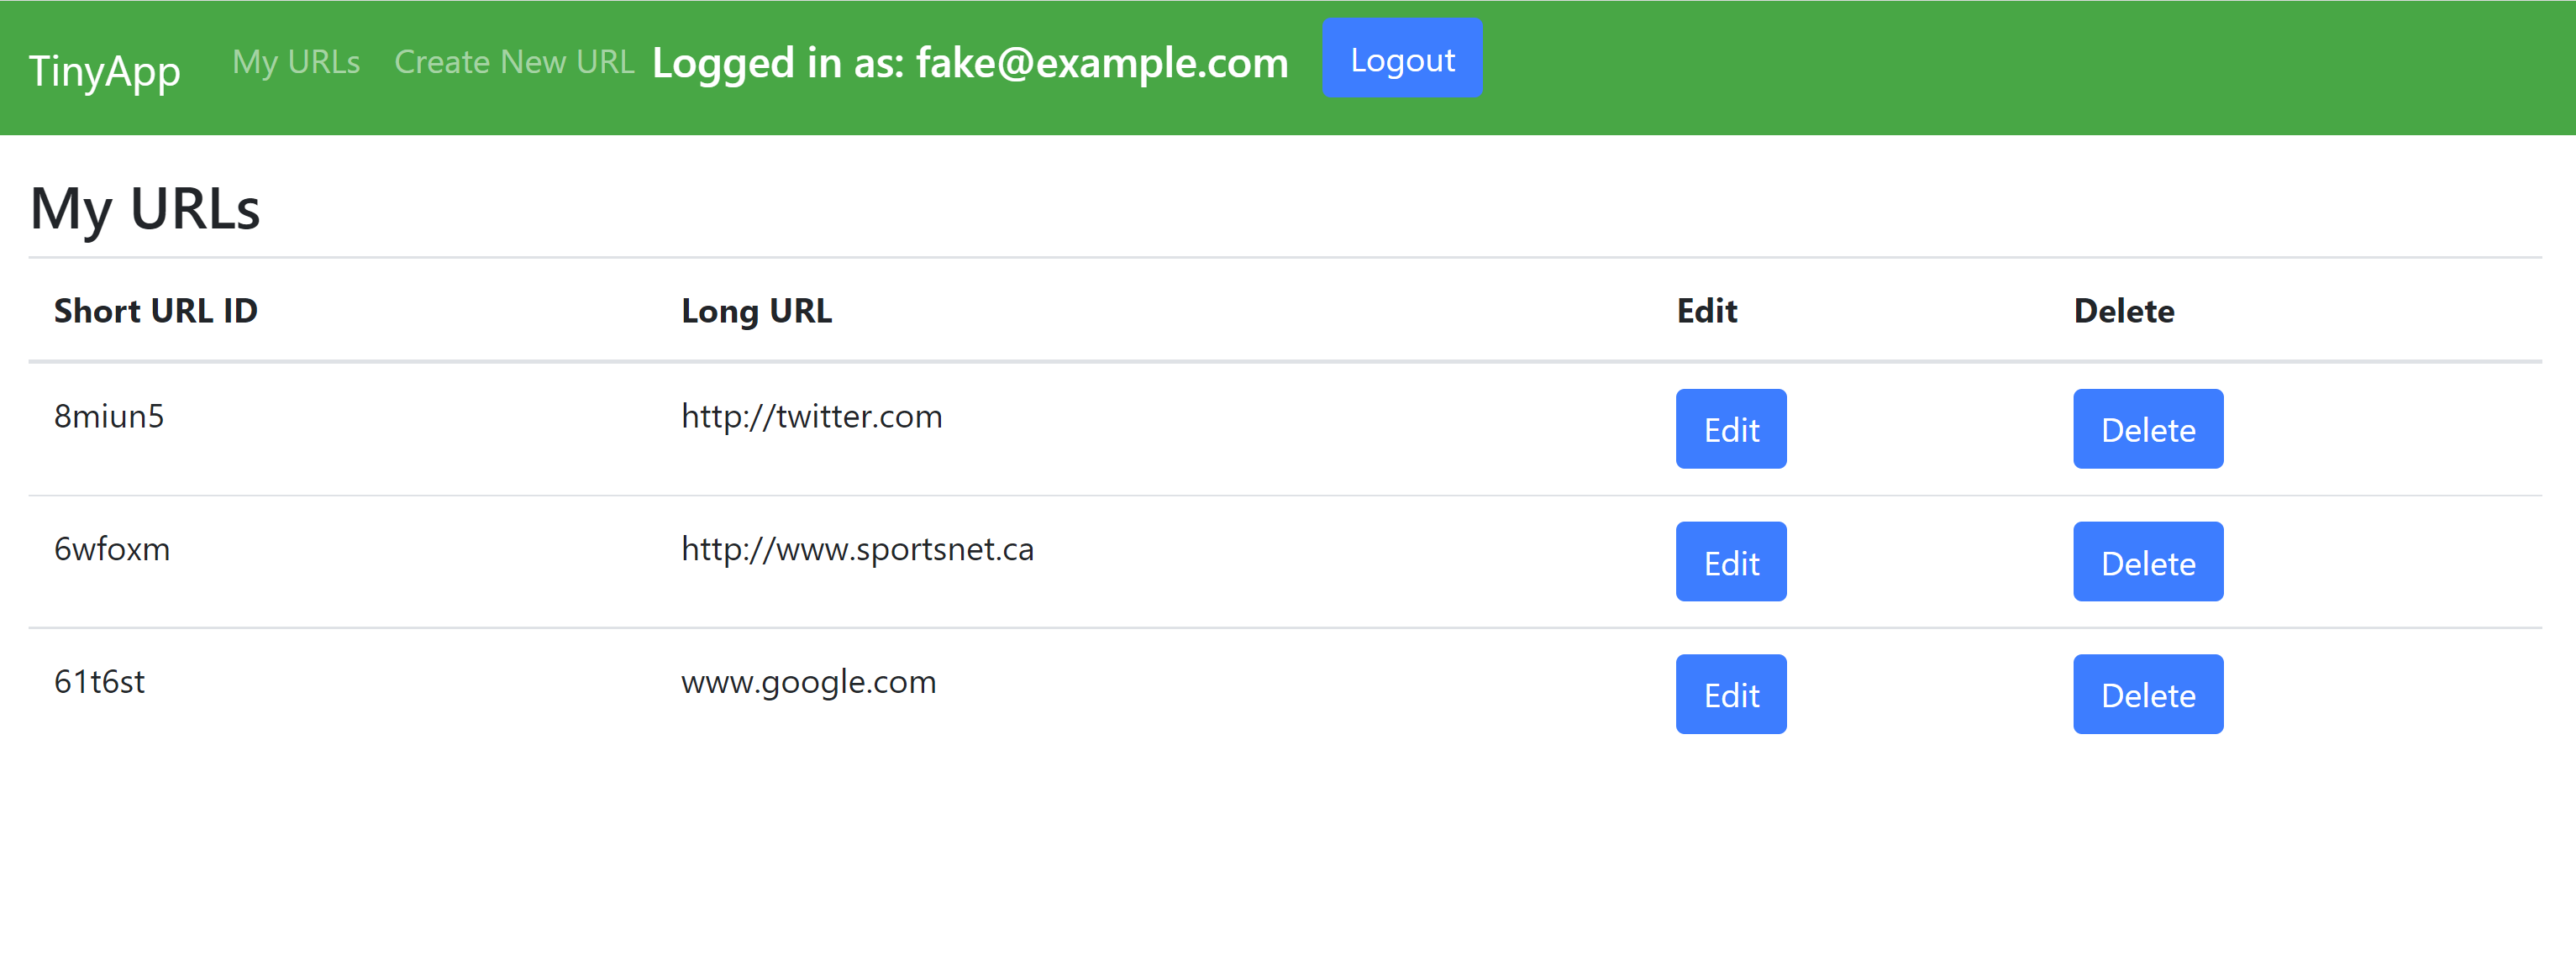 TinyApp My URLs Create New URL Logged in as: fake@example.com Logout
My URLs
Short URL ID Long URL Edit Delete
8miun5 http://twitter.com Edit Delete
6wfoxm http://www.sportsnet.ca Edit Delete
61t6st www.google.com Edit Delete